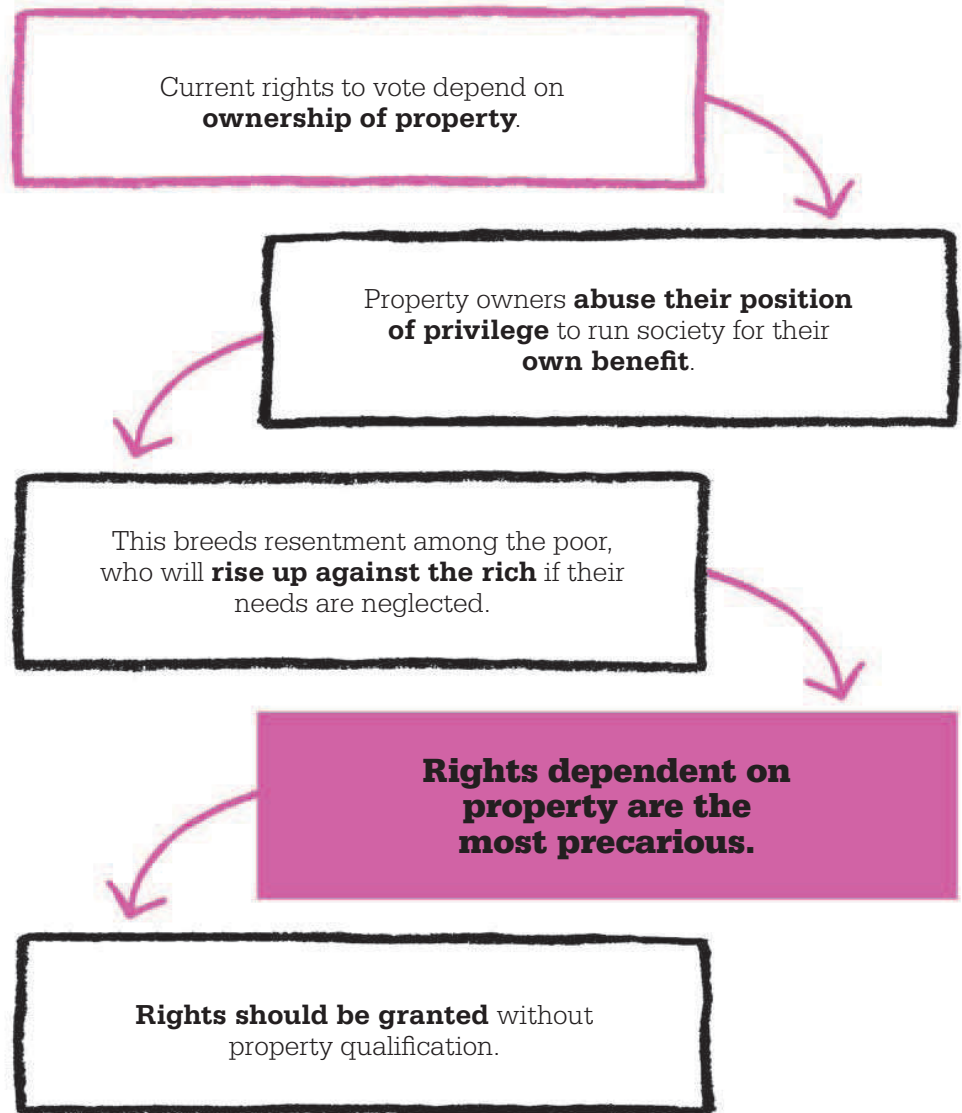 Current rights to vote depend on
ownership of property.
Property owners abuse their position
of privilege to run society for their
own benefit.
This breeds resentment among the poor,
who will rise up against the rich if their
needs are neglected.
Rights dependent on
property are the
most precarious.
Rights should be granted without
property qualification.